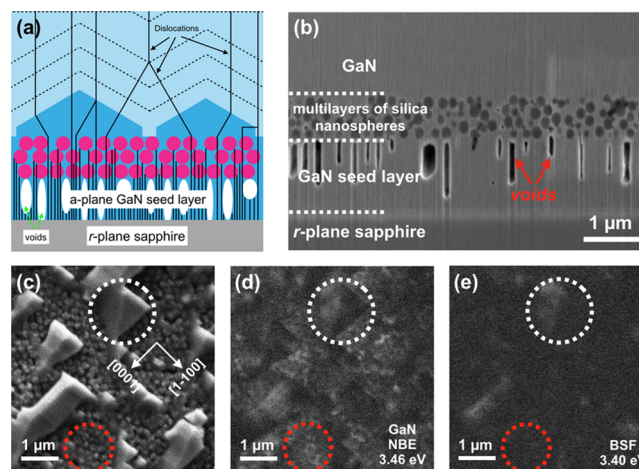 (a)
Dislocations
a-plane GaN seed layer
voids
r-plane sapphire
(b)
GaN
multilayers of silica
nanospheres
GaN seed layer
voids
r-plane sapphire
1 μm
(c)
[0001]
[1-100]
1 μm
(d)
1 μm
GaN
NBE
3.46 eV
(e)
1 μm
BSF
3.40 e